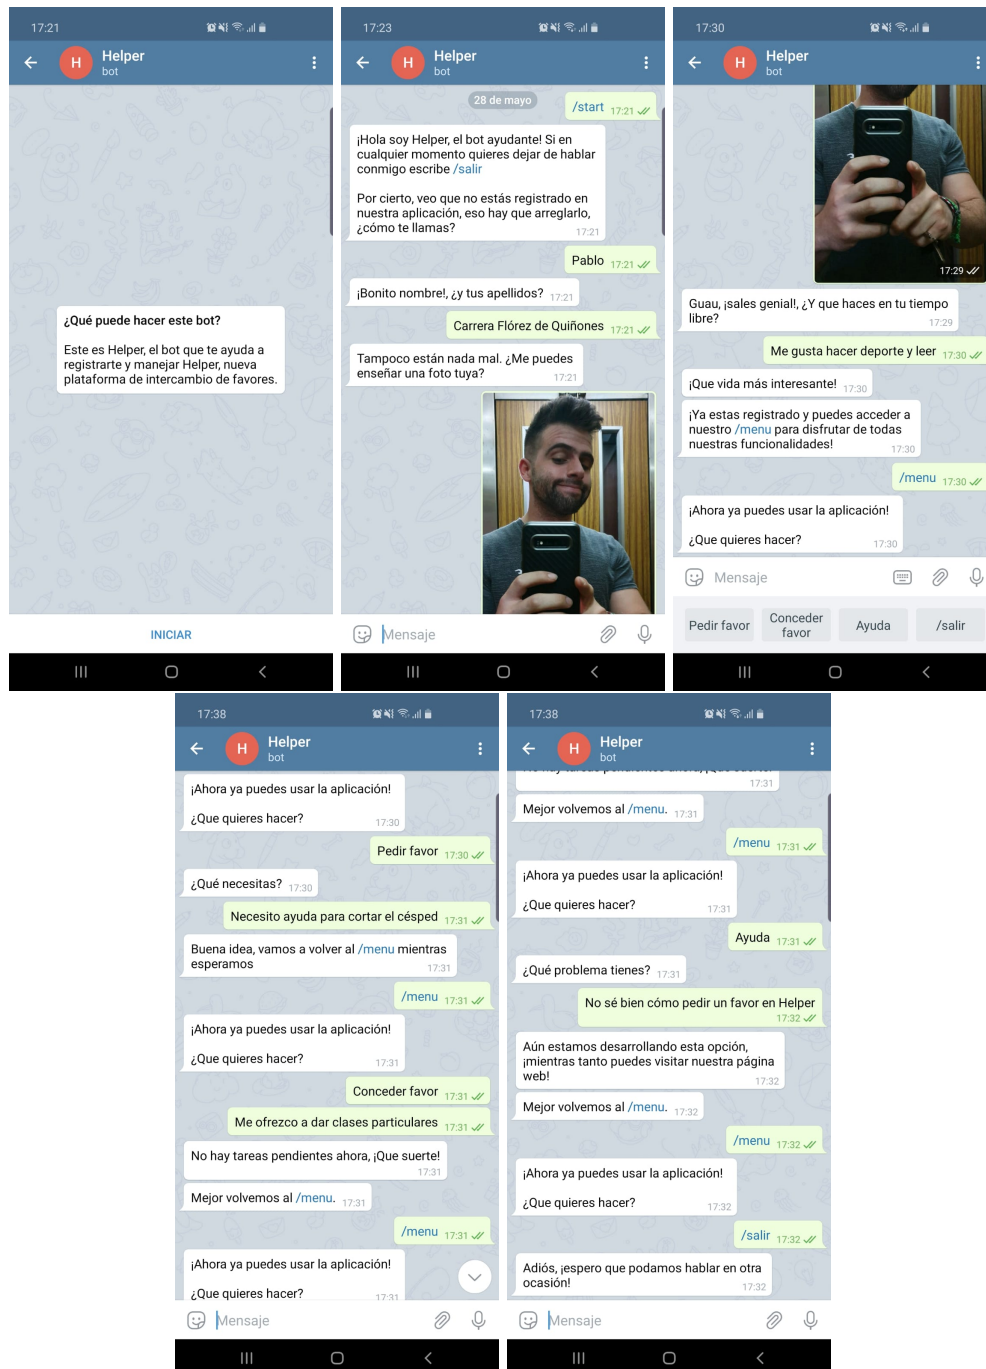 17:21
Helper
bot
¿Qué puede hacer este bot?
Este es Helper, el bot que te ayuda a
registrarte y manejar Helper, nueva
plataforma de intercambio de favores.
INICIAR
17:23
Helper
bot
28 de mayo
/start 17:21
¡Hola soy Helper, el bot ayudante! Si en
cualquier momento quieres dejar de hablar
conmigo escribe /salir
Por cierto, veo que no estás registrado en
nuestra aplicación, eso hay que arreglarlo,
¿cómo te llamas? 17:21
Pablo 17:21
¡Bonito nombre!, ¿y tus apellidos? 17:21
Carrera Flórez de Quiñones 17:21
Tampoco están nada mal. ¿Me puedes
enseñar una foto tuya? 17:21
Mensaje
17:30
Helper
bot
17:29
Guau, ¡sales genial!, ¿Y que haces en tu tiempo
libre? 17:29
Me gusta hacer deporte y leer 17:30
¡Que vida más interesante! 17:30
¡Ya estas registrado y puedes acceder a
nuestro /menu para disfrutar de todas
nuestras funcionalidades! 17:30
/menu 17:30
¡Ahora ya puedes usar la aplicación!
¿Que quieres hacer? 17:30
Mensaje
Pedir favor
Conceder
favor
Ayuda
/salir
17:38
Helper
bot
¡Ahora ya puedes usar la aplicación!
¿Que quieres hacer? 17:30
Pedir favor 17:30
¿Qué necesitas? 17:30
Necesito ayuda para cortar el césped 17:31
Buena idea, vamos a volver al /menu mientras
esperamos 17:31
/menu 17:31
¡Ahora ya puedes usar la aplicación!
¿Que quieres hacer? 17:31
Conceder favor 17:31
Me ofrezco a dar clases particulares 17:31
No hay tareas pendientes ahora, ¡Que suerte!
17:31
Mejor volvemos al /menu. 17:31
/menu 17:31
¡Ahora ya puedes usar la aplicación!
¿Que quieres hacer? 17:31
Mensaje
17:38
Helper
bot
No hay tareas pendientes ahora, ¡Que suerte!
17:31
Mejor volvemos al /menu. 17:31
/menu 17:31
¡Ahora ya puedes usar la aplicación!
¿Que quieres hacer? 17:31
Ayuda 17:31
¿Qué problema tienes? 17:31
No sé bien cómo pedir un favor en Helper
17:32
Aún estamos desarrollando esta opción,
¡mientras tanto puedes visitar nuestra página
web! 17:32
Mejor volvemos al /menu. 17:32
/menu 17:32
¡Ahora ya puedes usar la aplicación!
¿Que quieres hacer? 17:32
/salir 17:32
Adiós, ¡espero que podamos hablar en otra
ocasión! 17:32
Mensaje